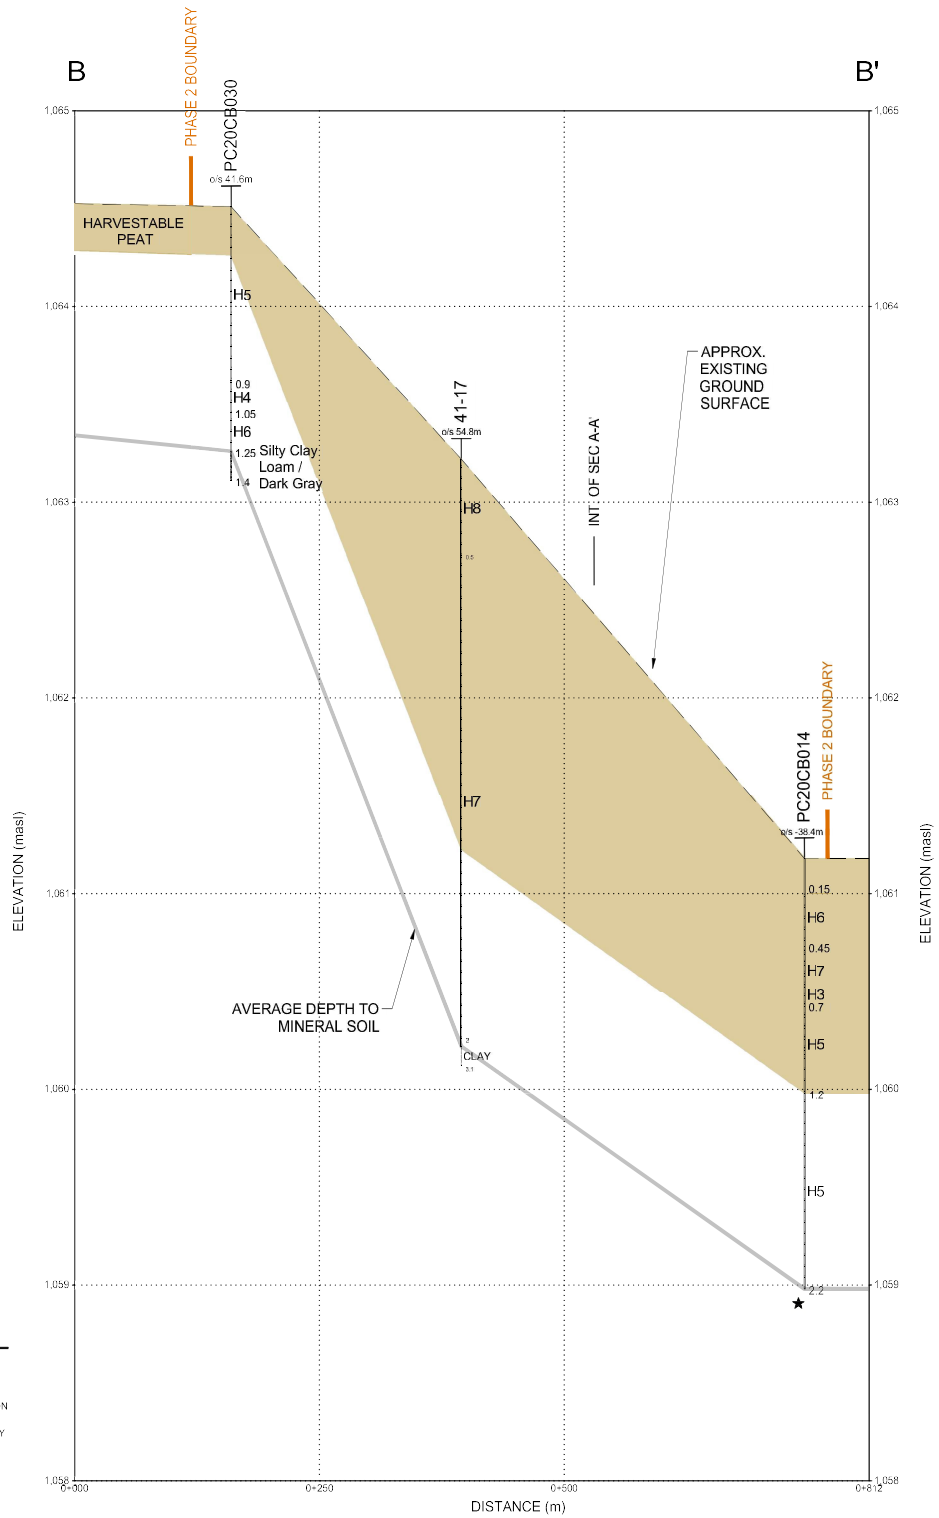 B
B'
PHASE 2 BOUNDARY
PC20CB030
o/s 41.6m
1,065
1,065
HARVESTABLE
PEAT
H5
1,064
1,064
APPROX.
EXISTING
GROUND
SURFACE
0.9
H4
1.05
H6
1.25
Silty Clay
Loam /
Dark Gray
1.4
41-17
o/s 54.8m
INT. OF SEC A-A'
1,063
1,063
H8
0.5
1,062
1,062
PHASE 2 BOUNDARY
PC20CB014
o/s -38.4m
H7
ELEVATION (masl)
ELEVATION (masl)
1,061
1,061
0.15
H6
0.45
H7
H3
0.7
H5
AVERAGE DEPTH TO
MINERAL SOIL
2
CLAY
3.1
1,060
1,060
1.2
H5
1,059
1,059
2.2
★
ON
Y
1,058
1,058
0+000
0+250
0+500
0+812
DISTANCE (m)